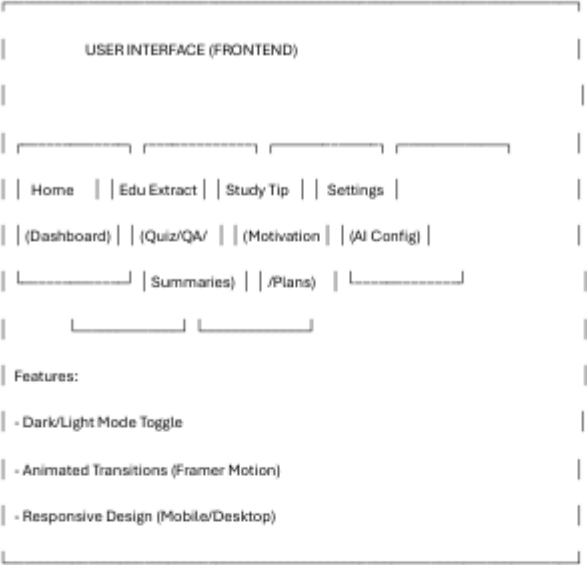 USER INTERFACE (FRONTEND)
Home Edu Extract Study Tip Settings
(Dashboard) (Quiz/QA/ (Motivation (AI Config)
Summaries) /Plans)
Features:
- Dark/Light Mode Toggle
- Animated Transitions (Framer Motion)
- Responsive Design (Mobile/Desktop)